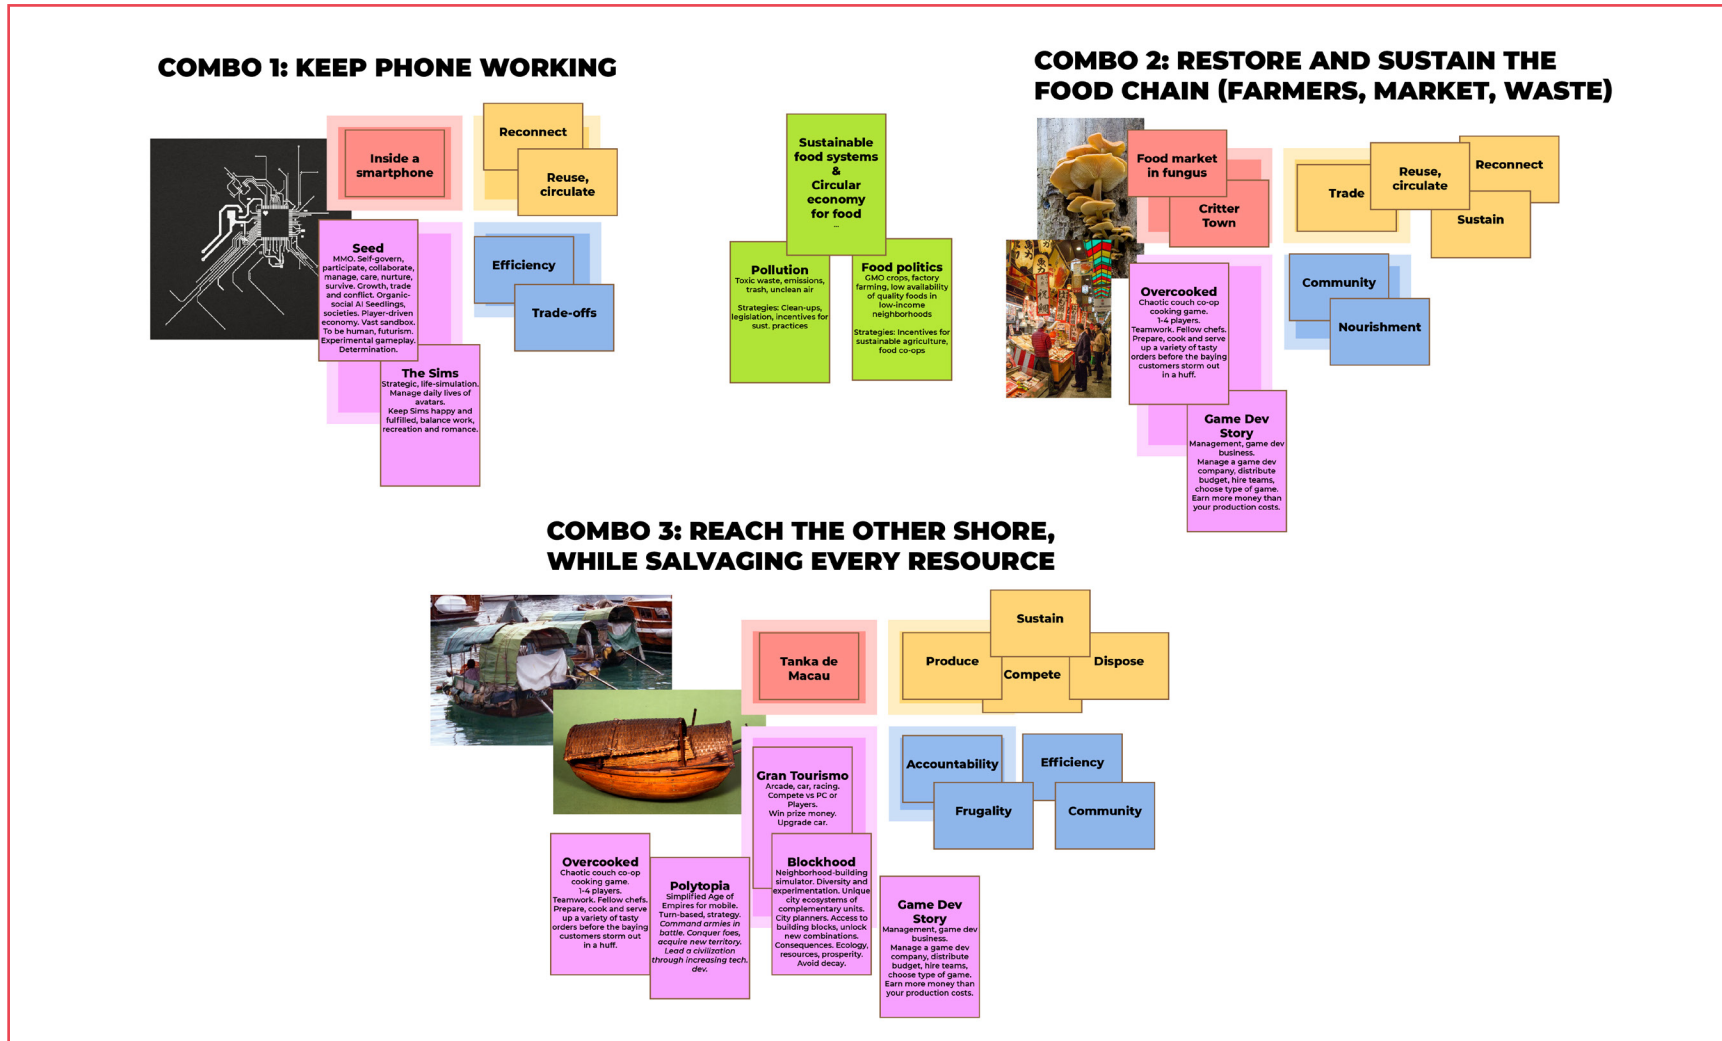 COMBO 1: KEEP PHONE WORKING
Inside a
smartphone
Reconnect
Reuse,
circulate
Seed
MMO. Self-govern,
participate, collaborate,
manage, care, nurture,
survive. Growth, trade
and conflict. Organic-
social AI Seedlings,
societies. Player-driven
economy. Vast sandbox.
To be human, futurism.
Experimental gameplay.
Determination.
Efficiency
Trade-offs
The Sims
Strategic, life-simulation.
Manage daily lives of
avatars.
Keep Sims happy and
fulfilled, balance work,
recreation and romance.
Sustainable
food systems
&
Circular
economy
for food
...
Pollution
Toxic waste, emissions,
trash, unclean air
Strategies: Clean-ups,
legislation, incentives for
sust. practices
Food politics
GMO crops, factory
farming, low availability
of quality foods in
low-income
neighborhoods
Strategies: Incentives for
sustainable agriculture,
food co-ops
COMBO 2: RESTORE AND SUSTAIN THE
FOOD CHAIN (FARMERS, MARKET, WASTE)
Food market
in fungus
Critter
Town
Trade
Reuse,
circulate
Reconnect
Sustain
Overcooked
Chaotic couch co-op
cooking game.
1-4 players.
Teamwork. Fellow chefs.
Prepare, cook and serve
up a variety of tasty
orders before the baying
customers storm out
in a huff.
Community
Nourishment
Game Dev
Story
Management, game dev
business.
Manage a game dev
company, distribute
budget, hire teams,
choose type of game.
Earn more money than
your production costs.
COMBO 3: REACH THE OTHER SHORE,
WHILE SALVAGING EVERY RESOURCE
Tanka de
Macau
Sustain
Produce
Compete
Dispose
Gran Tourismo
Arcade, car, racing.
Compete vs PC or
Players.
Win prize money.
Upgrade car.
Accountability
Efficiency
Frugality
Community
Overcooked
Chaotic couch co-op
cooking game.
1-4 players.
Teamwork. Fellow chefs.
Prepare, cook and serve
up a variety of tasty
orders before the baying
customers storm out
in a huff.
Polytopia
Simplified Age of
Empires for mobile.
Turn-based, strategy.
Command armies in
battle. Conquer foes,
acquire new territory.
Lead a civilization
through increasing tech.
dev.
Blockhood
Neighborhood-building
simulator. Diversity and
experimentation. Unique
city ecosystems of
complementary units.
City planners. Access to
building blocks, unlock
new combinations.
Consequences. Ecology,
resources, prosperity.
Avoid decay.
Game Dev
Story
Management, game dev
business.
Manage a game dev
company, distribute
budget, hire teams,
choose type of game.
Earn more money than
your production costs.